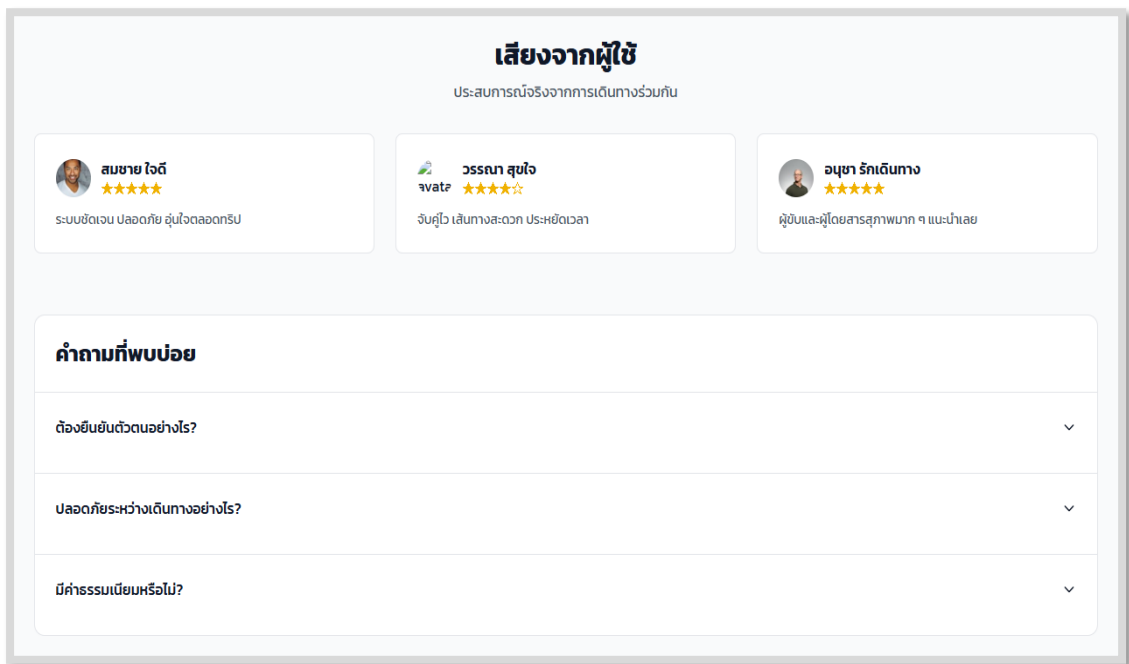 เสียงจากผู้ใช้
ประสบการณ์จริงจากการเดินทางร่วมกัน
สมชาย ใจดี
★★★★★
ระบบชัดเจน ปลอดภัย อุ่นใจตลอดทริป
avata
วรรณา สุขใจ
★★★★☆
จับคู่ไว เส้นทางสะดวก ประหยัดเวลา
อนุชา รักเดินทาง
★★★★★
ผู้ขับและผู้โดยสารสุภาพมาก ๆ แนะนำเลย
คำถามที่พบบ่อย
ต้องยืนยันตัวตนอย่างไร?
ปลอดภัยระหว่างเดินทางอย่างไร?
มีค่าธรรมเนียมหรือไม่?